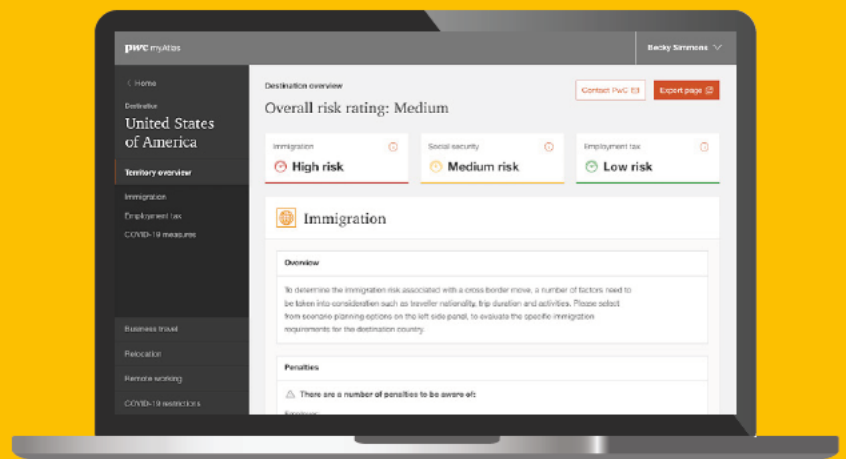 pwc myAtlas
Becky Simmons
Home
Destination
United States
of America
Territory overview
Immigration
Employment tax
COVID-19 measures
Business travel
Relocation
Remote working
COVID-19 restrictions
Destination overview
Overall risk rating: Medium
Contact PwC
Export page
Immigration
High risk
Social security
Medium risk
Employment tax
Low risk
Immigration
Overview
To determine the immigration risk associated with a cross border move, a number of factors need to
be taken into consideration such as traveller nationality, trip duration and activities. Please select
from scenario planning options on the left side panel, to evaluate the specific immigration
requirements for the destination country.
Penalties
There are a number of penalties to be aware of: